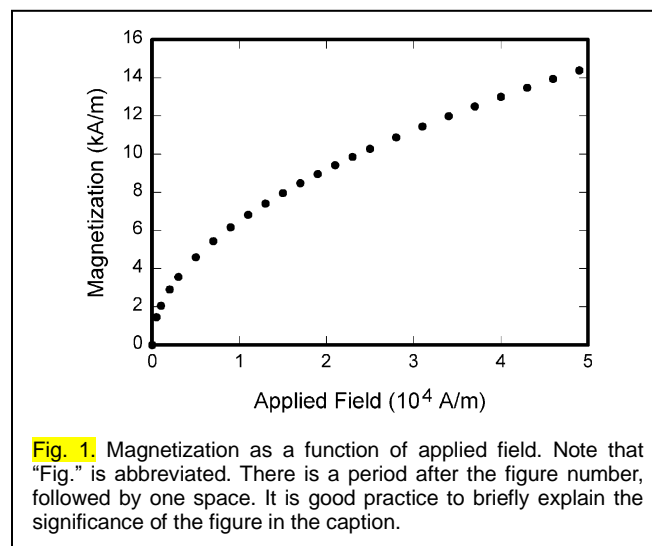 16
14
12
10
8
6
4
2
0
Magnetization (kA/m)
0 1 2 3 4 5
Applied Field (10⁴ A/m)
Fig. 1. Magnetization as a function of applied field. Note that
“Fig.” is abbreviated. There is a period after the figure number,
followed by one space. It is good practice to briefly explain the
significance of the figure in the caption.